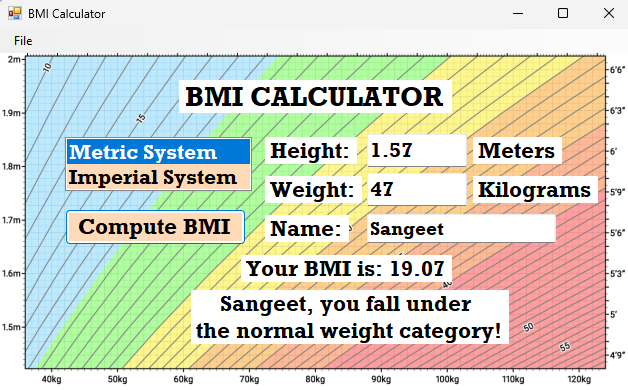 BMI Calculator
File
2m
1.9m
1.8m
1.7m
1.6m
1.5m
10
15
BMI CALCULATOR
Metric System
Imperial System
Height: 1.57 Meters
Weight: 47 Kilograms
Compute BMI
Name: Sangeet
Your BMI is: 19.07
Sangeet, you fall under
the normal weight category!
50
55
6'6"
6'3"
6'
5'9"
5'6"
5'3"
5'
4'9"
40kg 50kg 60kg 70kg 80kg 90kg 100kg 110kg 120kg